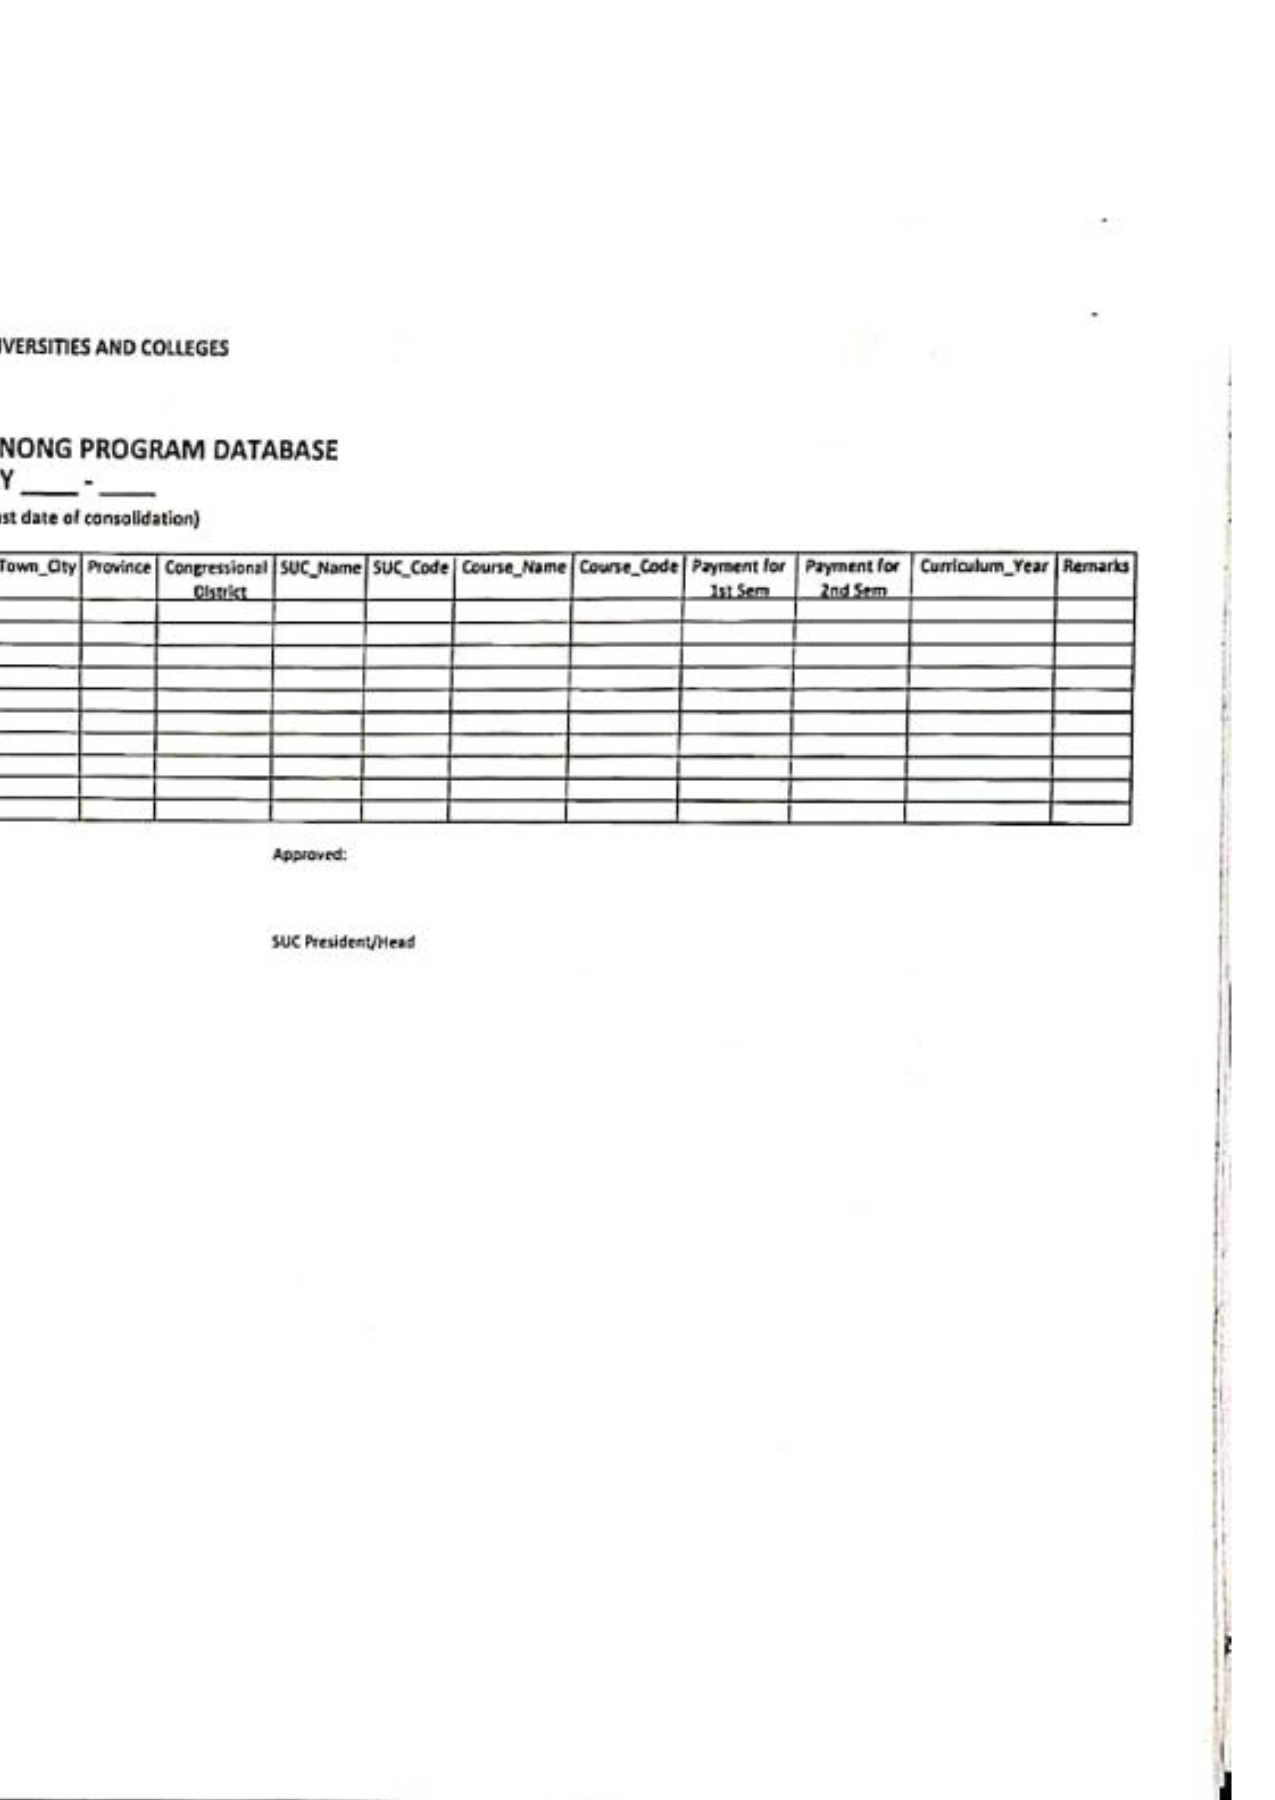 IVERSITIES AND COLLEGES
NONG PROGRAM DATABASE
Y ____ - ____
ast date of consolidation)
Town_City Province Congressional District SUC_Name SUC_Code Course_Name Course_Code Payment for 1st Sem Payment for 2nd Sem Curriculum_Year Remarks
Approved:
SUC President/Head